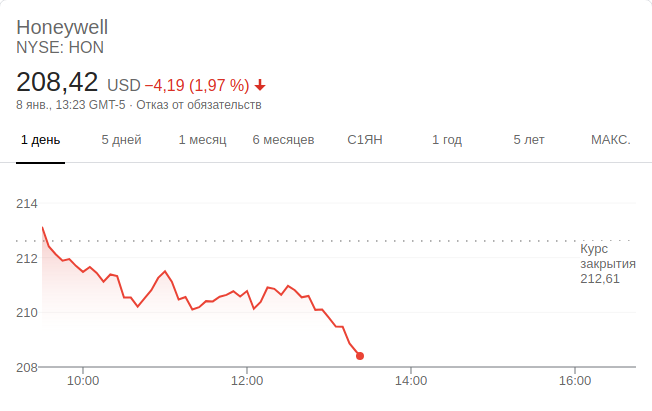 Honeywell
NYSE: HON
208,42 USD −4,19 (1,97 %)
8 янв., 13:23 GMT-5 · Отказ от обязательств
1 день 5 дней 1 месяц 6 месяцев С1ЯН 1 год 5 лет МАКС.
214
212
210
208
Курс
закрытия
212,61
10:00 12:00 14:00 16:00